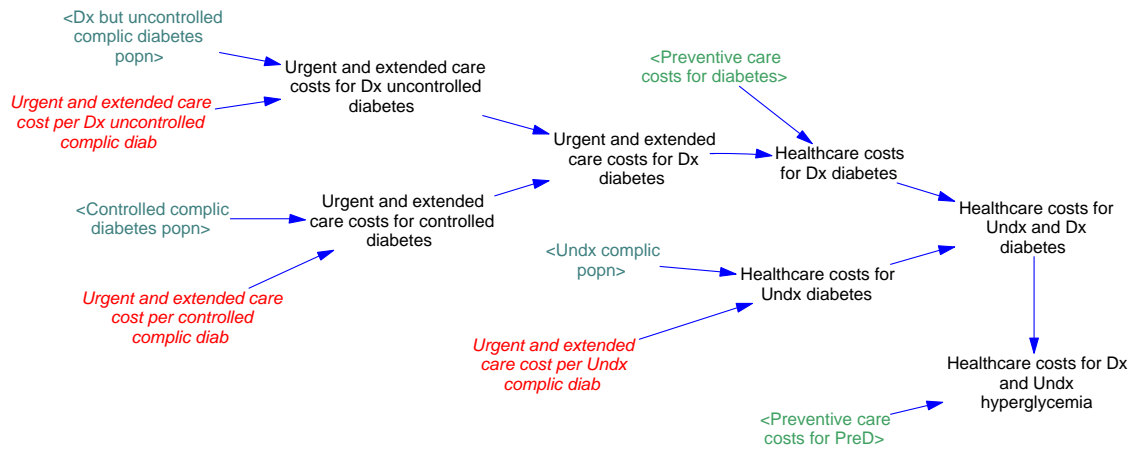 <Dx but uncontrolled
complic diabetes
popn>
Urgent and extended care
costs for Dx uncontrolled
diabetes
<Preventive care
costs for diabetes>
Urgent and extended care
cost per Dx uncontrolled
complic diab
Urgent and extended
care costs for Dx
diabetes
Healthcare costs
for Dx diabetes
<Controlled complic
diabetes popn>
Urgent and extended
care costs for controlled
diabetes
Healthcare costs for
Undx and Dx
diabetes
<Undx complic
popn>
Healthcare costs for
Undx diabetes
Urgent and extended care
cost per controlled
complic diab
Urgent and extended
care cost per Undx
complic diab
Healthcare costs for Dx
and Undx
hyperglycemia
<Preventive care
costs for PreD>